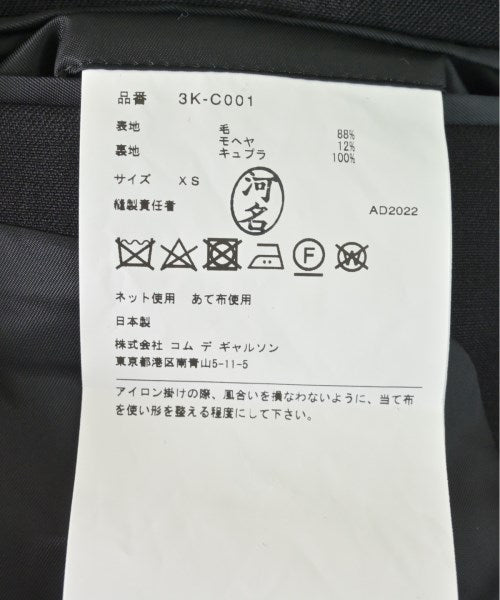 品番 3K-C001
表地 毛 88%
モヘヤ 12%
裏地 キュプラ 100%
サイズ XS
河名
縫製責任者
AD2022
F W
ネット使用 あて布使用
日本製
株式会社 コム デ ギャルソン
東京都港区南青山5-11-5
アイロン掛けの際、風合いを損なわないように、当て布
を使い形を整える程度にして下さい。